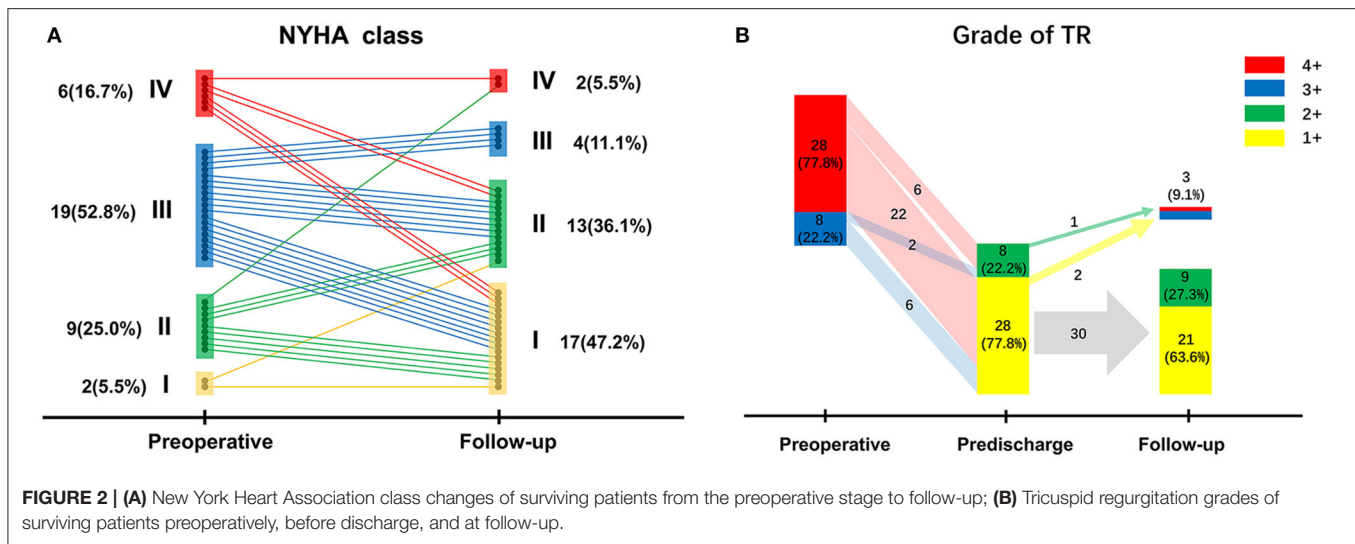 A
NYHA class
6(16.7%) IV
19(52.8%) III
9(25.0%) II
2(5.5%) I
IV 2(5.5%)
III 4(11.1%)
II 13(36.1%)
I 17(47.2%)
Preoperative
Follow-up
B
Grade of TR
4+
3+
2+
1+
28
(77.8%)
8
(22.2%)
6
22
2
6
8
(22.2%)
28
(77.8%)
1
2
30
3
(9.1%)
9
(27.3%)
21
(63.6%)
Preoperative
Predischarge
Follow-up
FIGURE 2 | (A) New York Heart Association class changes of surviving patients from the preoperative stage to follow-up; (B) Tricuspid regurgitation grades of
surviving patients preoperatively, before discharge, and at follow-up.